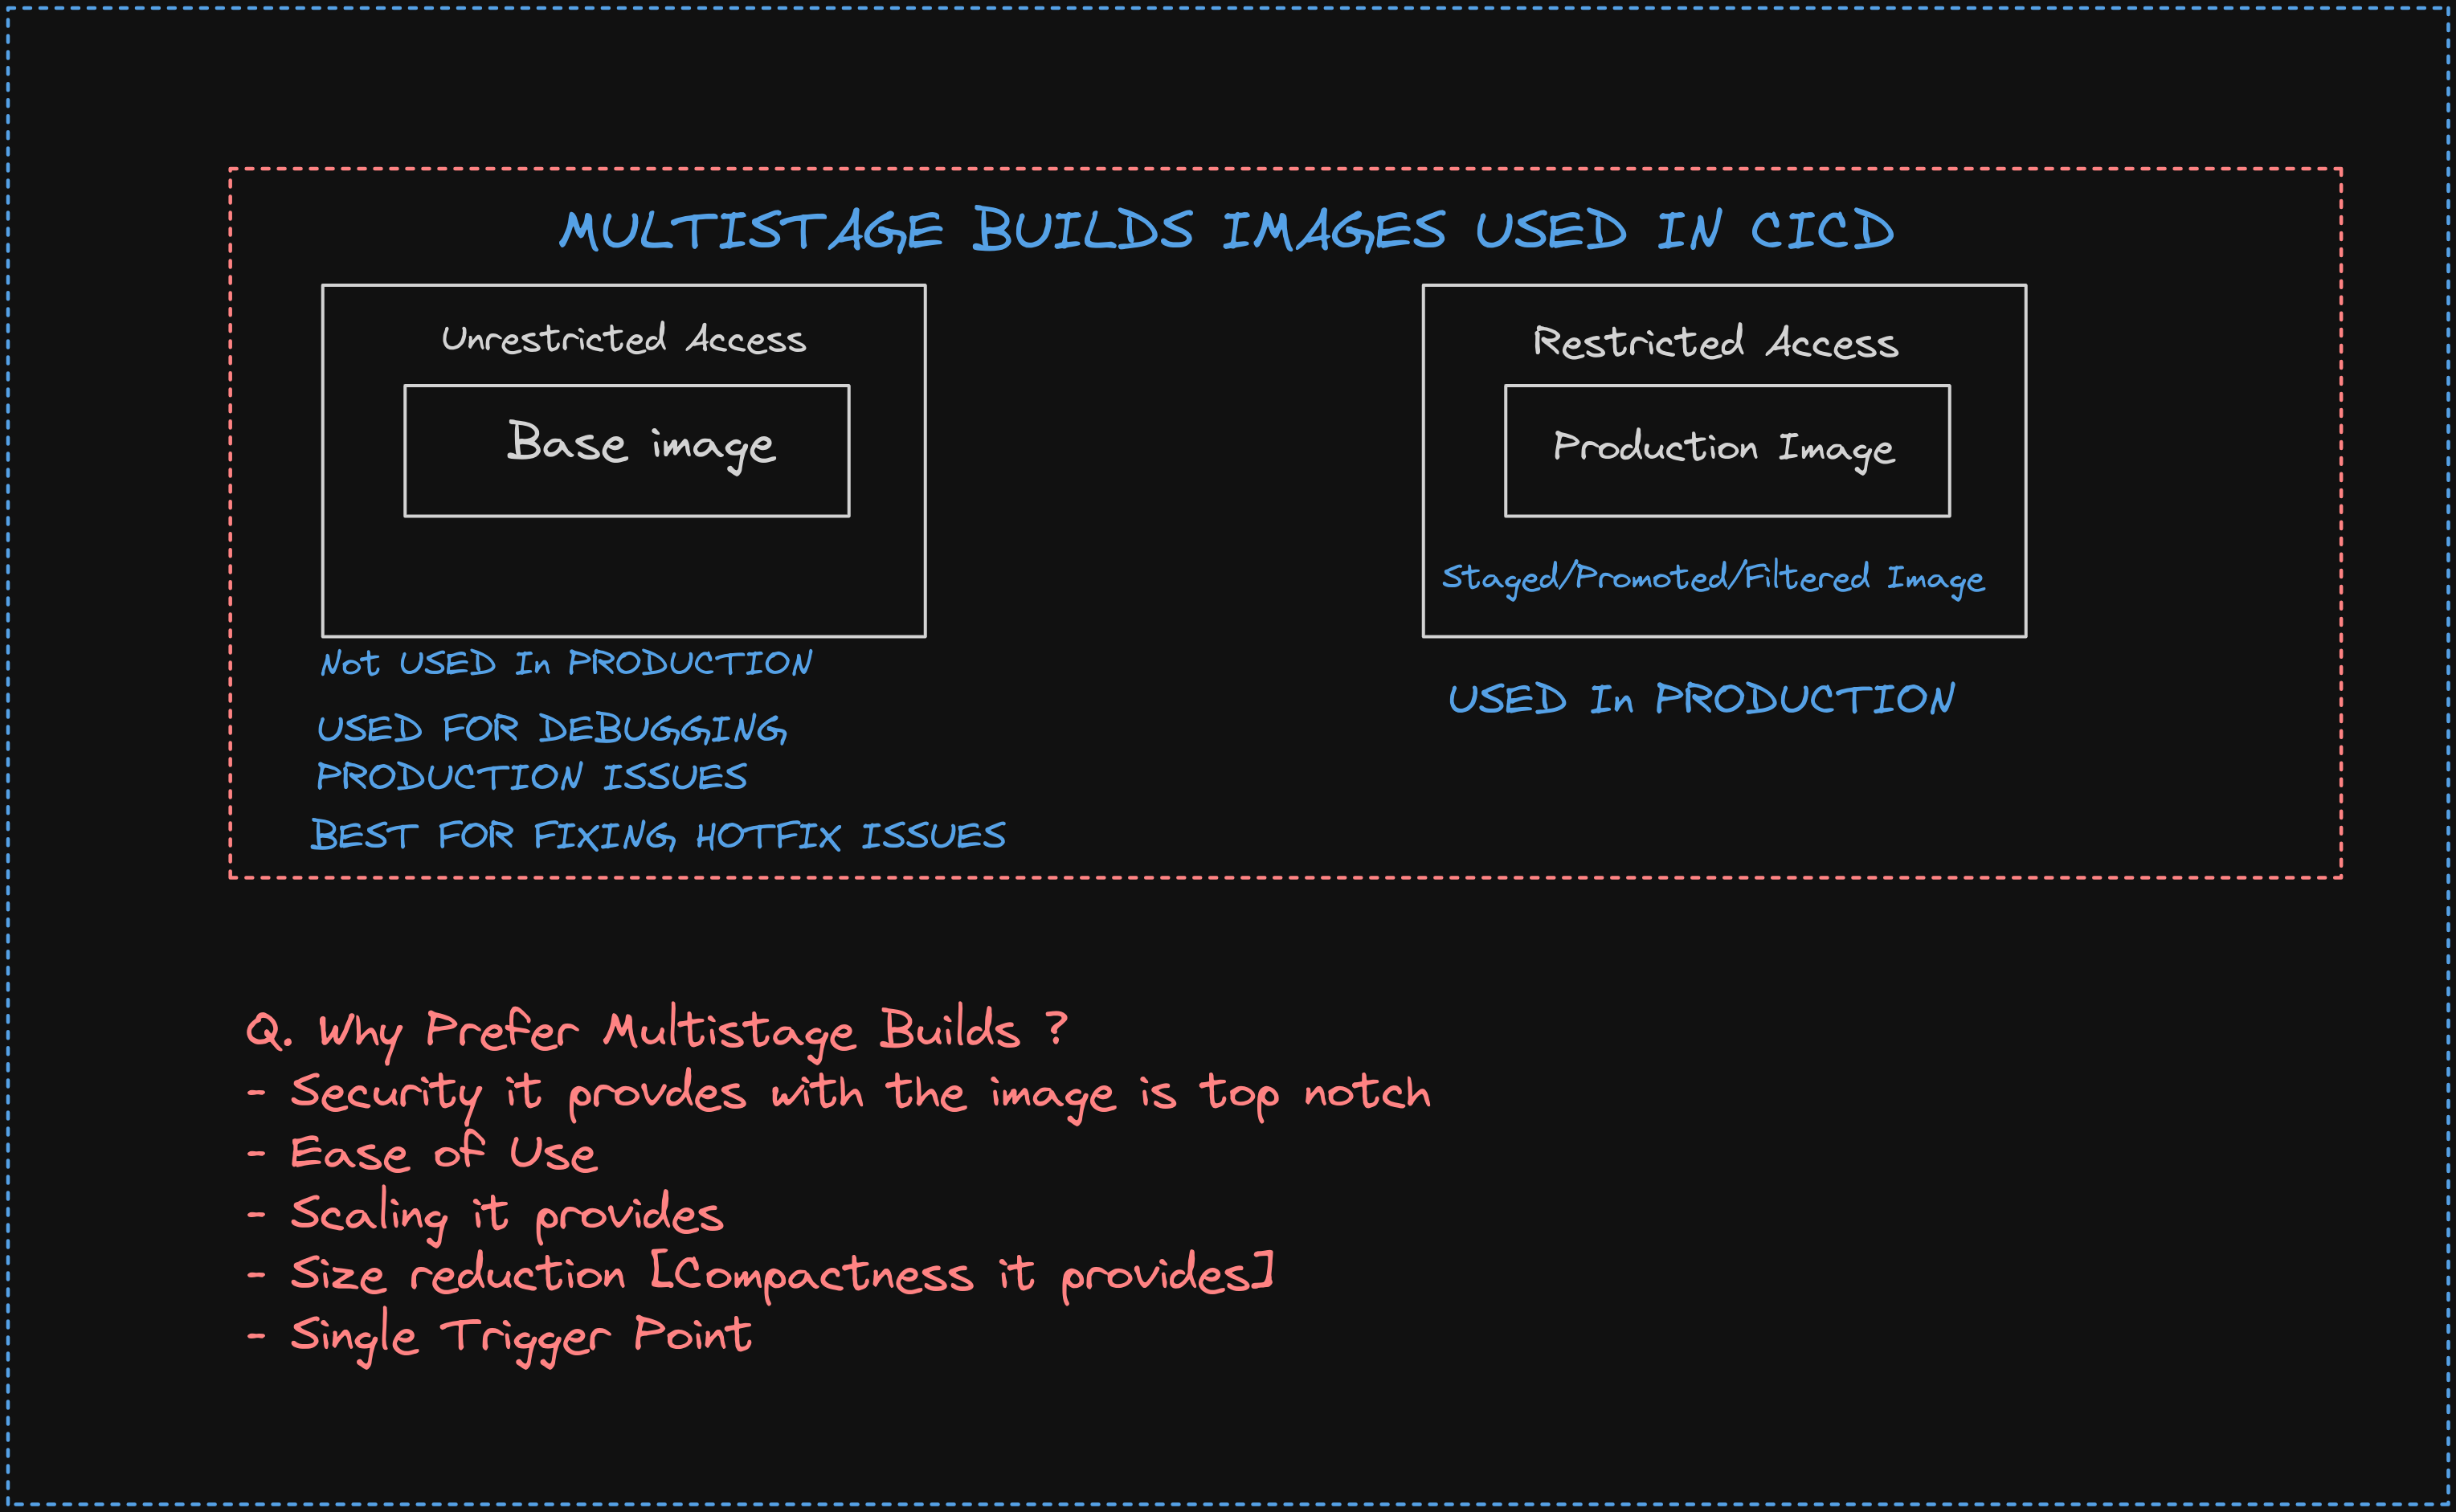 MULTISTAGE BUILDS IMAGES USED IN CICD
Unrestricted Access
Base image
Not USED In PRODUCTION
USED FOR DEBUGGING
PRODUCTION ISSUES
BEST FOR FIXING HOTFIX ISSUES
Restricted Access
Production Image
Staged/Promoted/Filtered Image
USED In PRODUCTION
Q. Why Prefer Multistage Builds ?
- Security it provdes with the image is top notch
- Ease of Use
- Scaling it provides
- Size reduction [Compactness it provides]
- Single Trigger Point